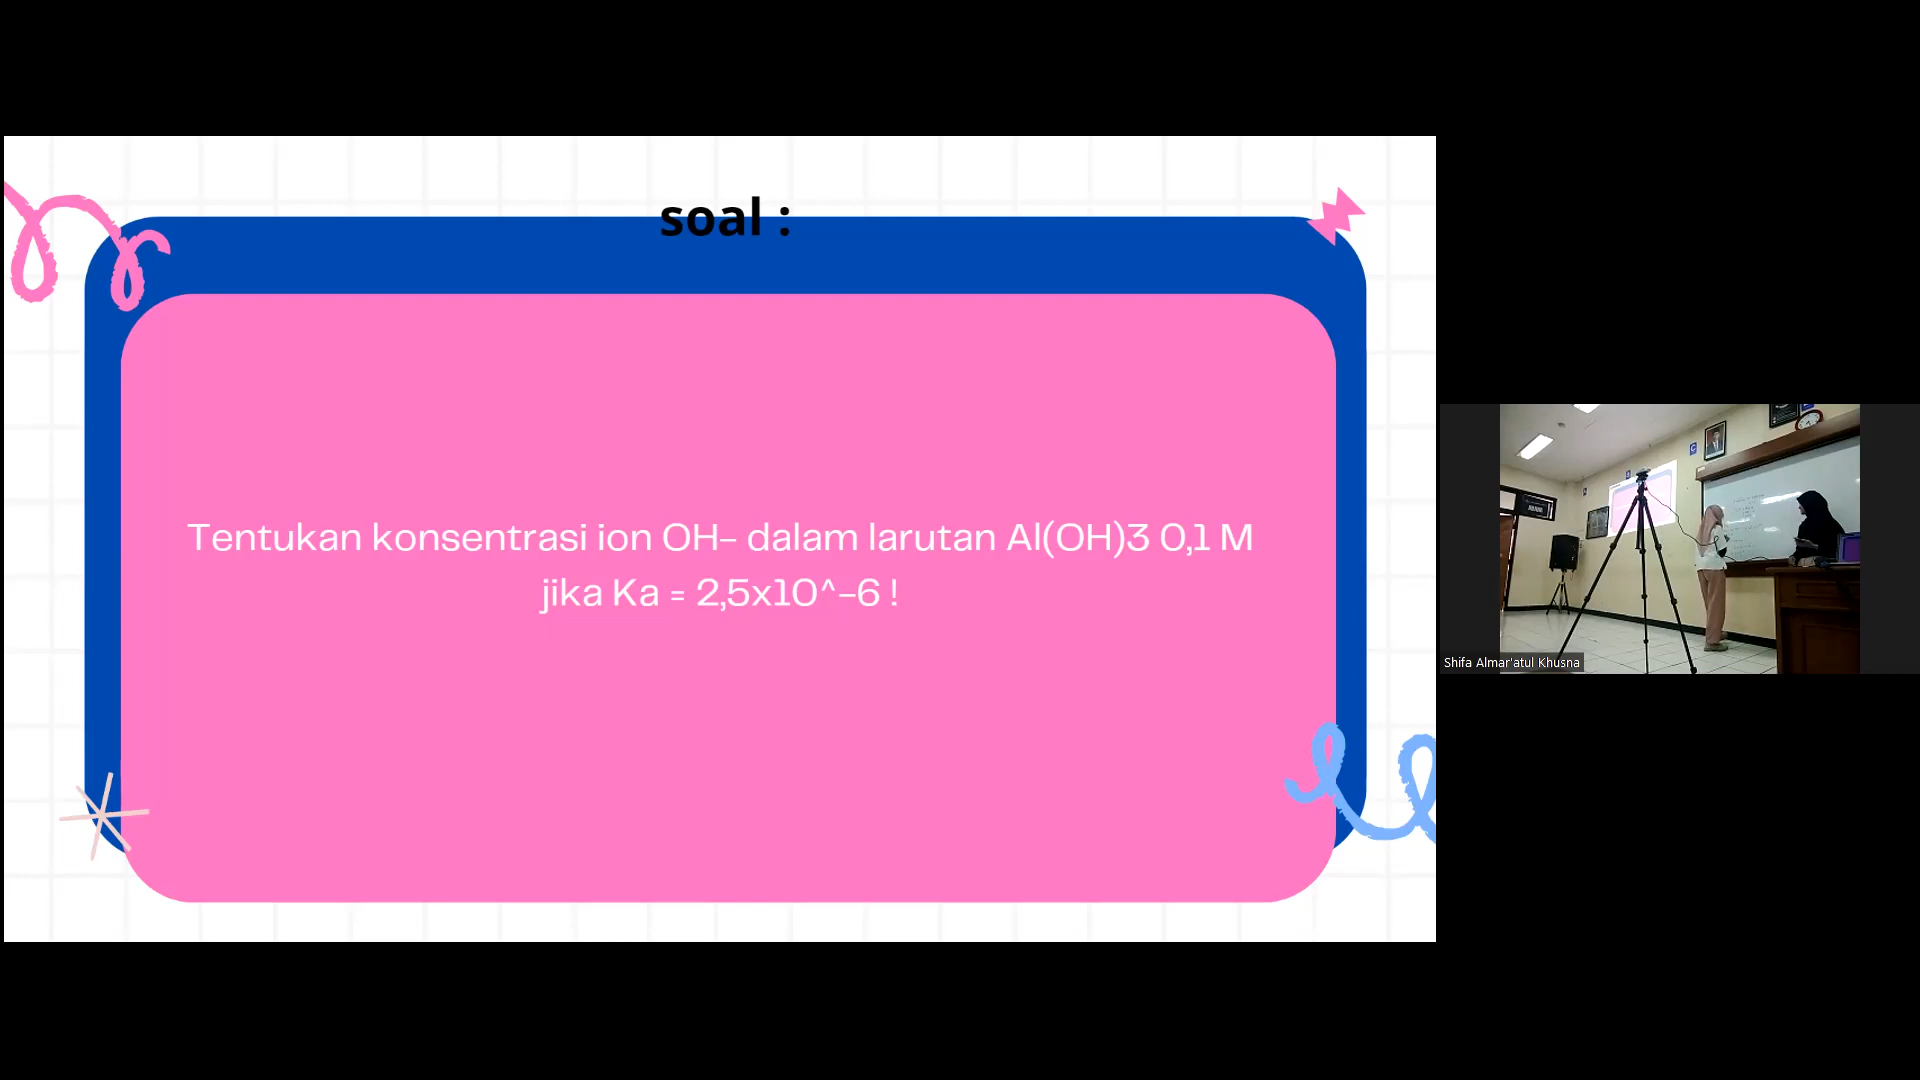 soal :
Tentukan konsentrasi ion OH- dalam larutan Al(OH)3 0,1 M
jika Ka = 2,5x10^-6 !
Shifa Almar'atul Khusna